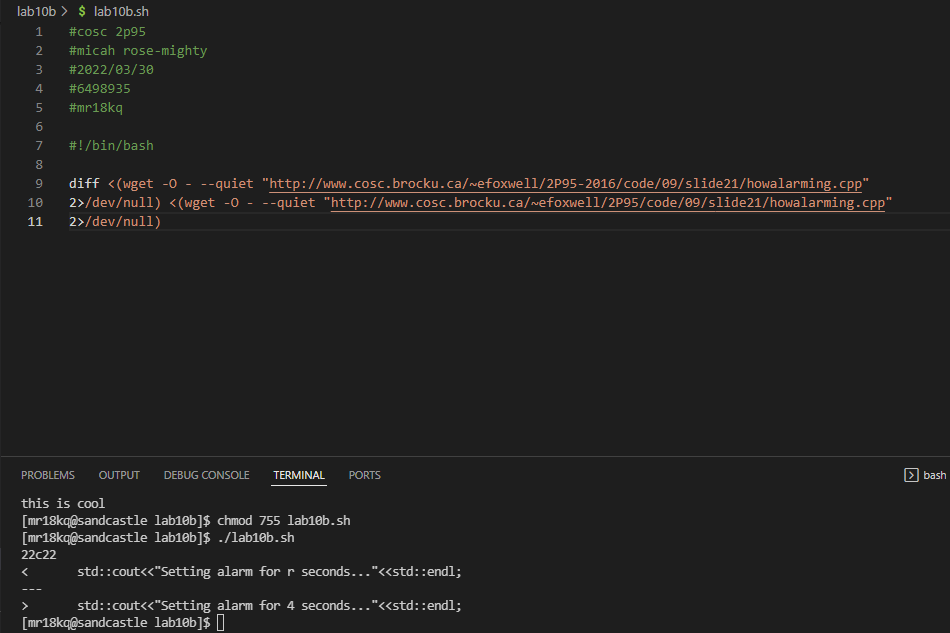 lab10b > $ lab10b.sh
1 #cosc 2p95
2 #micah rose-mighty
3 #2022/03/30
4 #6498935
5 #mr18kq
6
7 #!/bin/bash
8
9 diff <(wget -O - --quiet "http://www.cosc.brocku.ca/~efoxwell/2P95-2016/code/09/slide21/howalarming.cpp"
10 2>/dev/null) <(wget -O - --quiet "http://www.cosc.brocku.ca/~efoxwell/2P95/code/09/slide21/howalarming.cpp"
11 2>/dev/null)
PROBLEMS OUTPUT DEBUG CONSOLE TERMINAL PORTS bash
this is cool
[mr18kq@sandcastle lab10b]$ chmod 755 lab10b.sh
[mr18kq@sandcastle lab10b]$ ./lab10b.sh
22c22
<      std::cout<<"Setting alarm for r seconds..."<<std::endl;
---
>      std::cout<<"Setting alarm for 4 seconds..."<<std::endl;
[mr18kq@sandcastle lab10b]$